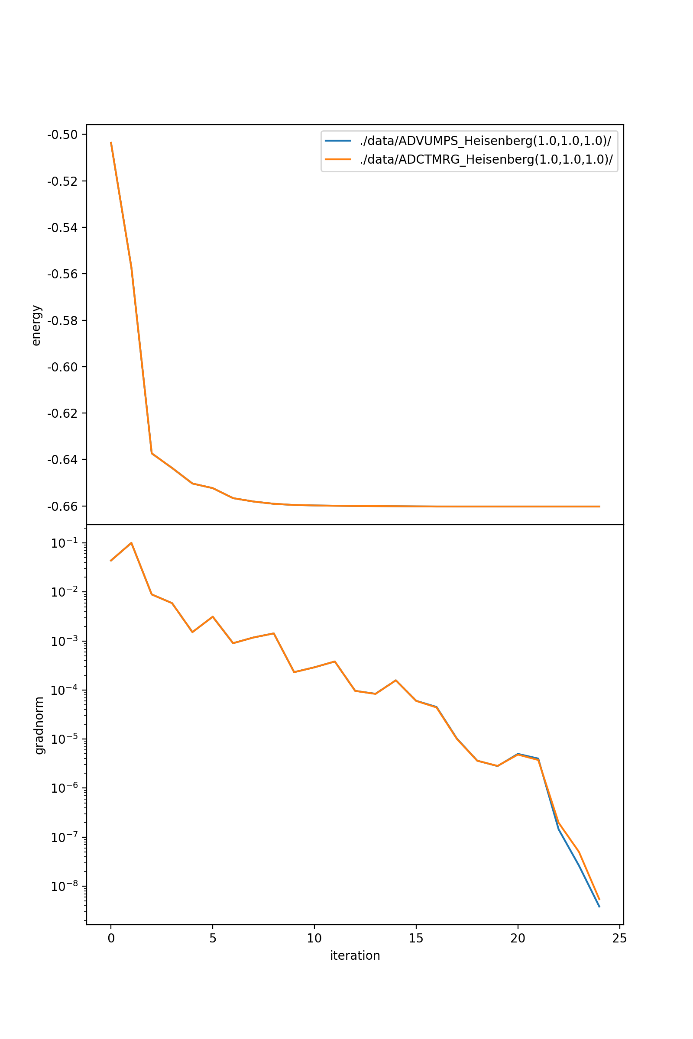 -0.50
./data/ADVUMPS_Heisenberg(1.0,1.0,1.0)/
./data/ADCTMRG_Heisenberg(1.0,1.0,1.0)/
-0.52
-0.54
-0.56
-0.58
energy
-0.60
-0.62
-0.64
-0.66
10⁻¹
10⁻²
10⁻³
10⁻⁴
gradnorm
10⁻⁵
10⁻⁶
10⁻⁷
10⁻⁸
0 5 10 15 20 25
iteration